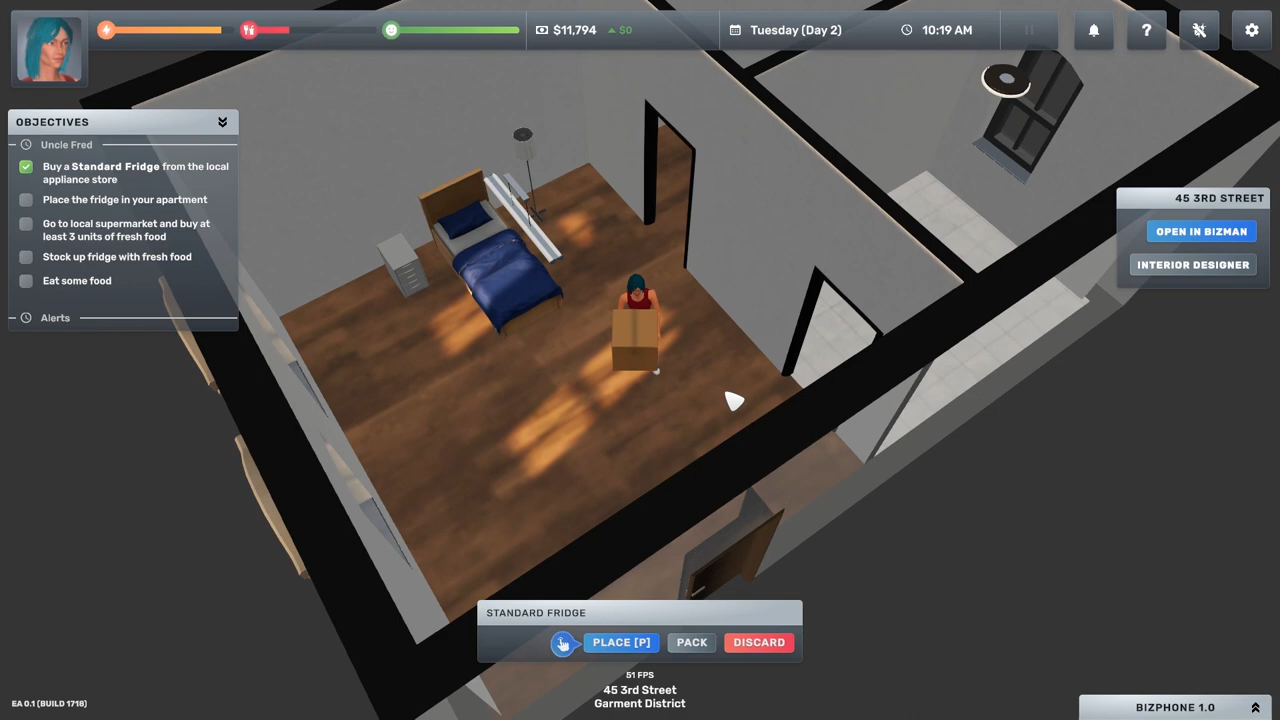 $11,794
$0
Tuesday (Day 2)
10:19 AM
?
OBJECTIVES
Uncle Fred
Buy a Standard Fridge from the local
appliance store
Place the fridge in your apartment
Go to local supermarket and buy at
least 3 units of fresh food
Stock up fridge with fresh food
Eat some food
Alerts
45 3RD STREET
OPEN IN BIZMAN
INTERIOR DESIGNER
STANDARD FRIDGE
PLACE [P]
PACK
DISCARD
51 FPS
45 3rd Street
Garment District
EA 0.1 (BUILD 1718)
BIZPHONE 1.0